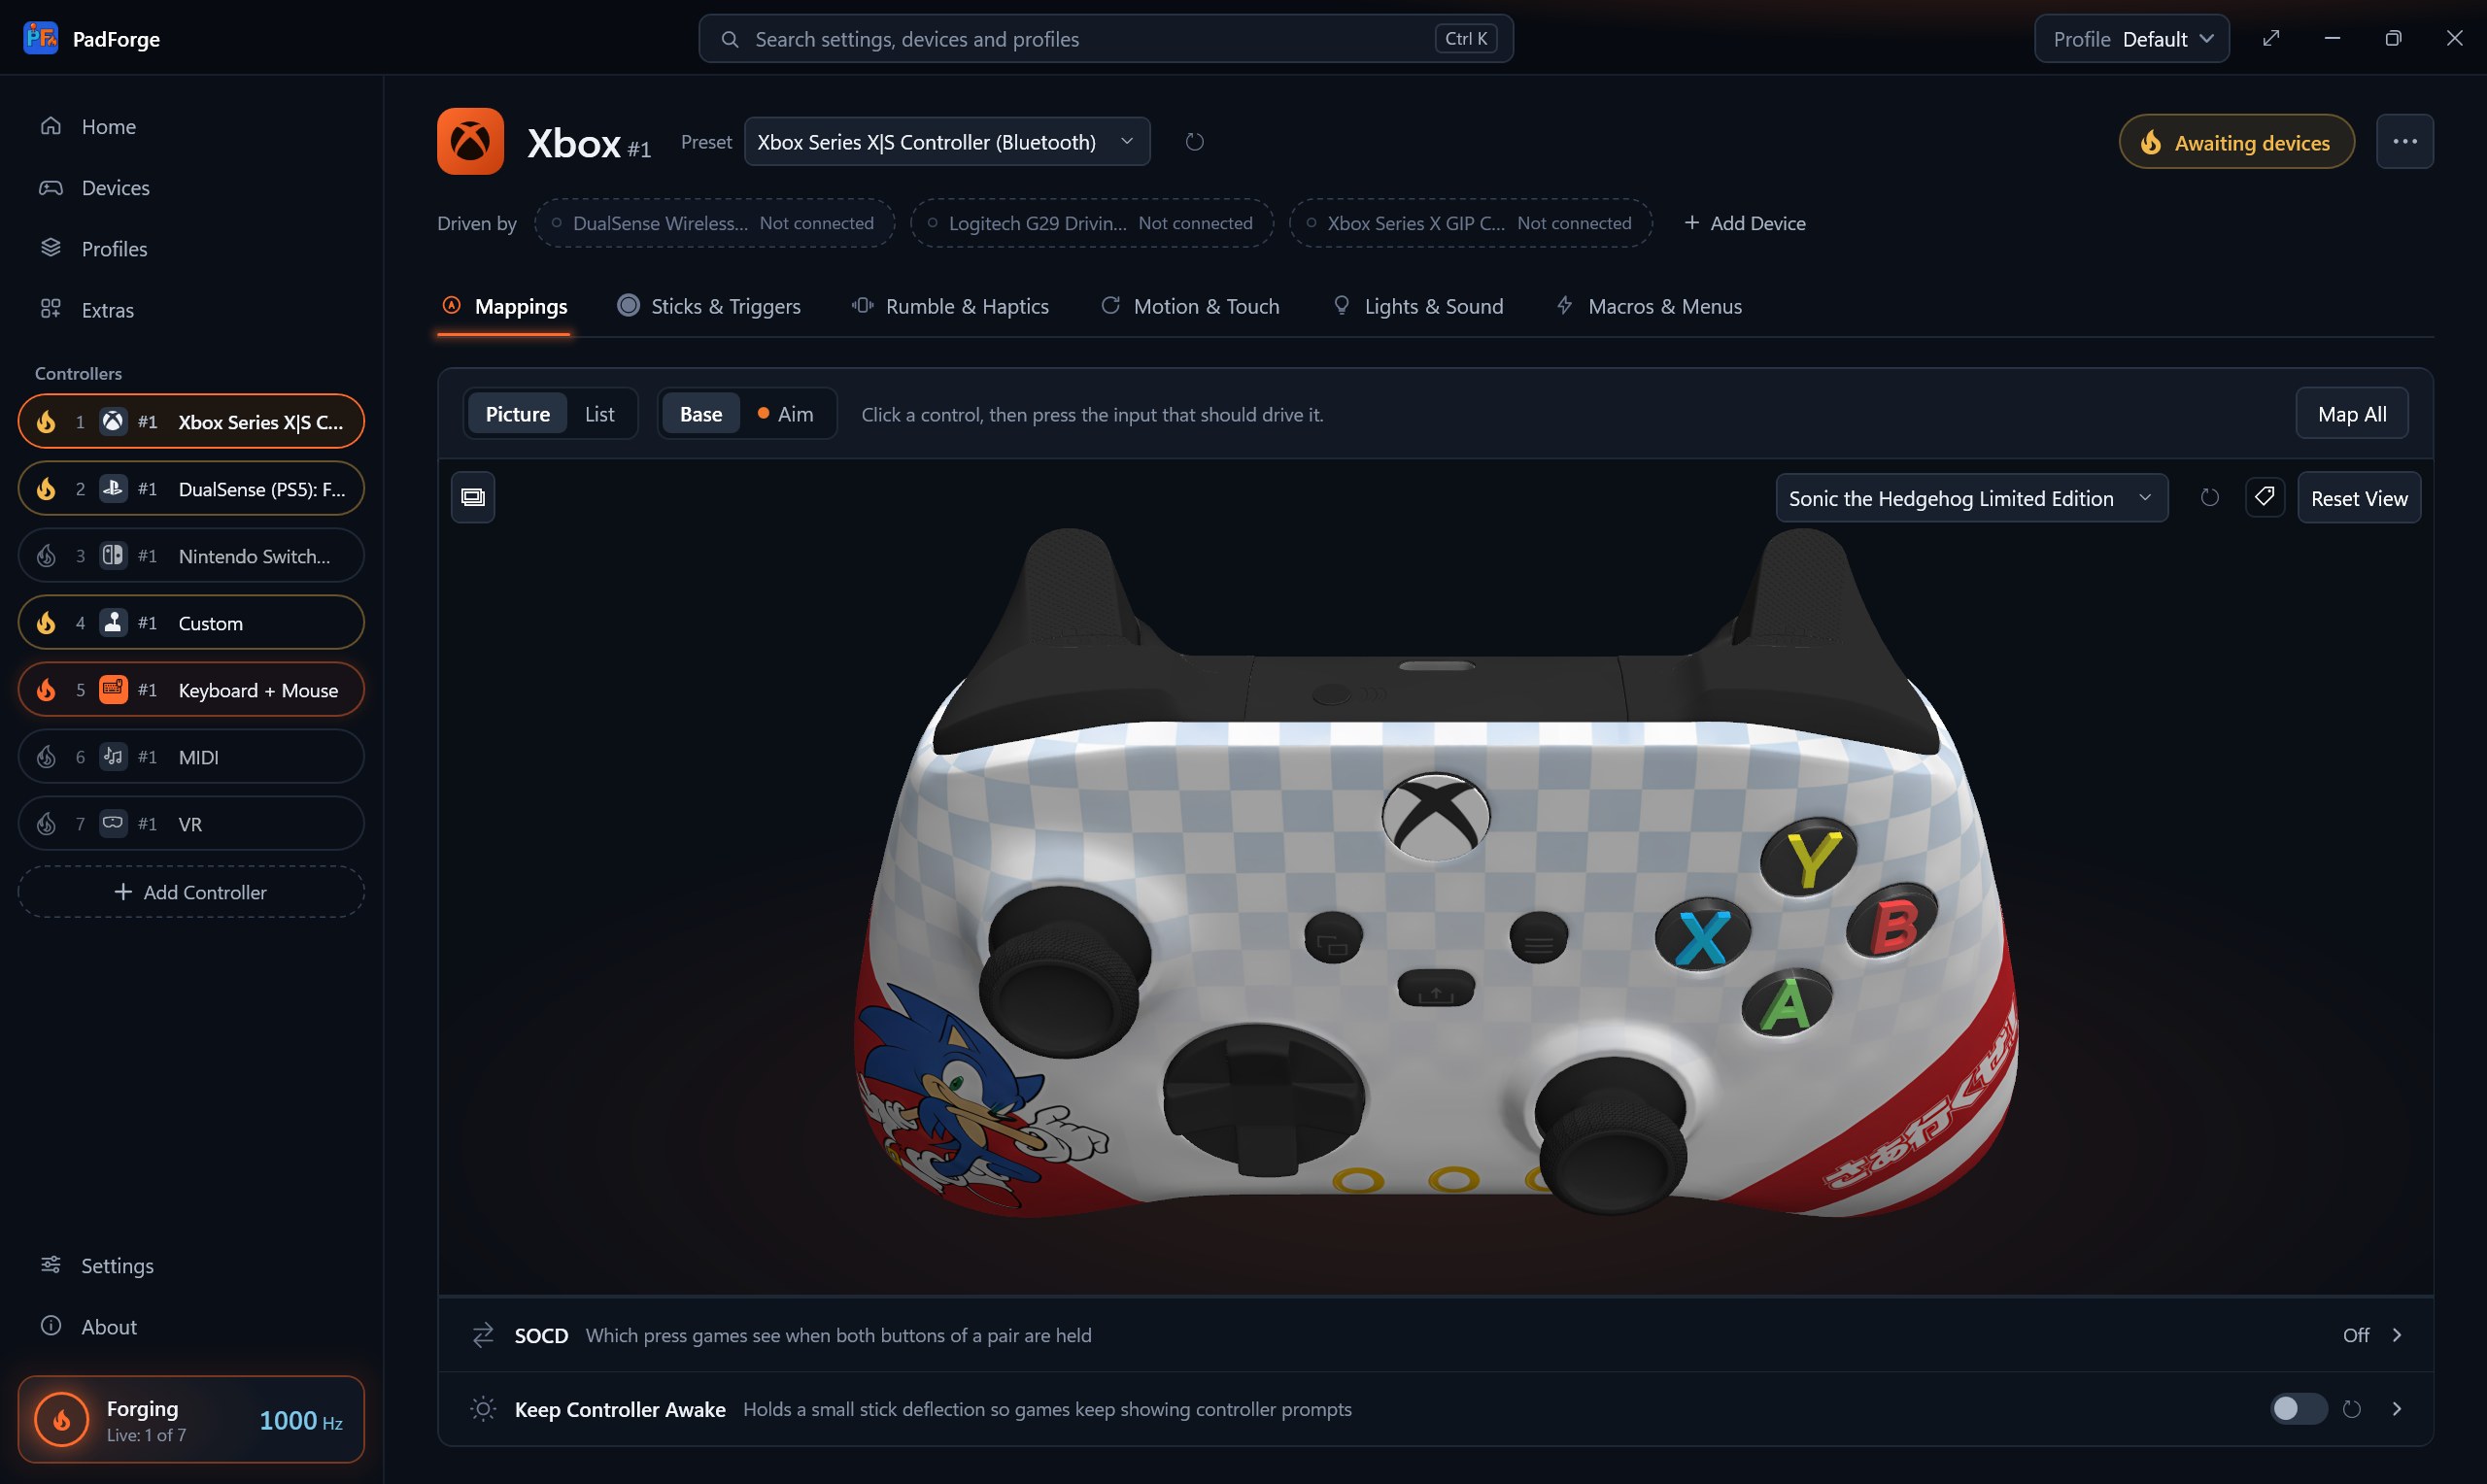 PadForge
Search settings, devices and profiles
Ctrl K
Profile Default
Home
Devices
Profiles
Extras
Controllers
1 #1 Xbox Series X|S C...
2 #1 DualSense (PS5): F...
3 #1 Nintendo Switch...
4 #1 Custom
5 #1 Keyboard + Mouse
6 #1 MIDI
7 #1 VR
+ Add Controller
Settings
About
Forging
Live: 1 of 7
1000 Hz
Xbox #1
Preset
Xbox Series X|S Controller (Bluetooth)
Awaiting devices
Driven by
DualSense Wireless... Not connected
Logitech G29 Drivin... Not connected
Xbox Series X GIP C... Not connected
+ Add Device
Mappings
Sticks & Triggers
Rumble & Haptics
Motion & Touch
Lights & Sound
Macros & Menus
Picture
List
Base
Aim
Click a control, then press the input that should drive it.
Map All
Sonic the Hedgehog Limited Edition
Reset View
Y
B
X
A
さあ行くぜ!
SOCD Which press games see when both buttons of a pair are held
Off
Keep Controller Awake Holds a small stick deflection so games keep showing controller prompts